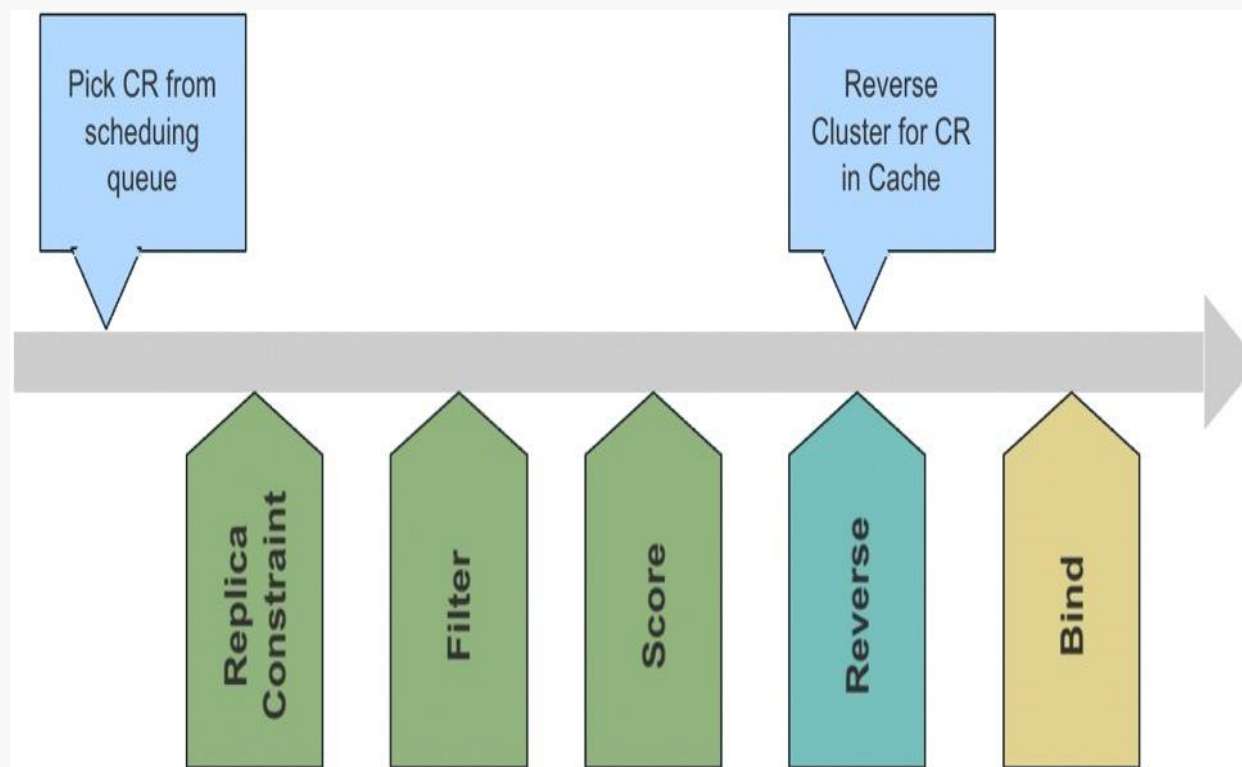 Pick CR from
scheduing
queue
Reverse
Cluster for CR
in Cache
Replica
Constraint
Filter
Score
Reverse
Bind